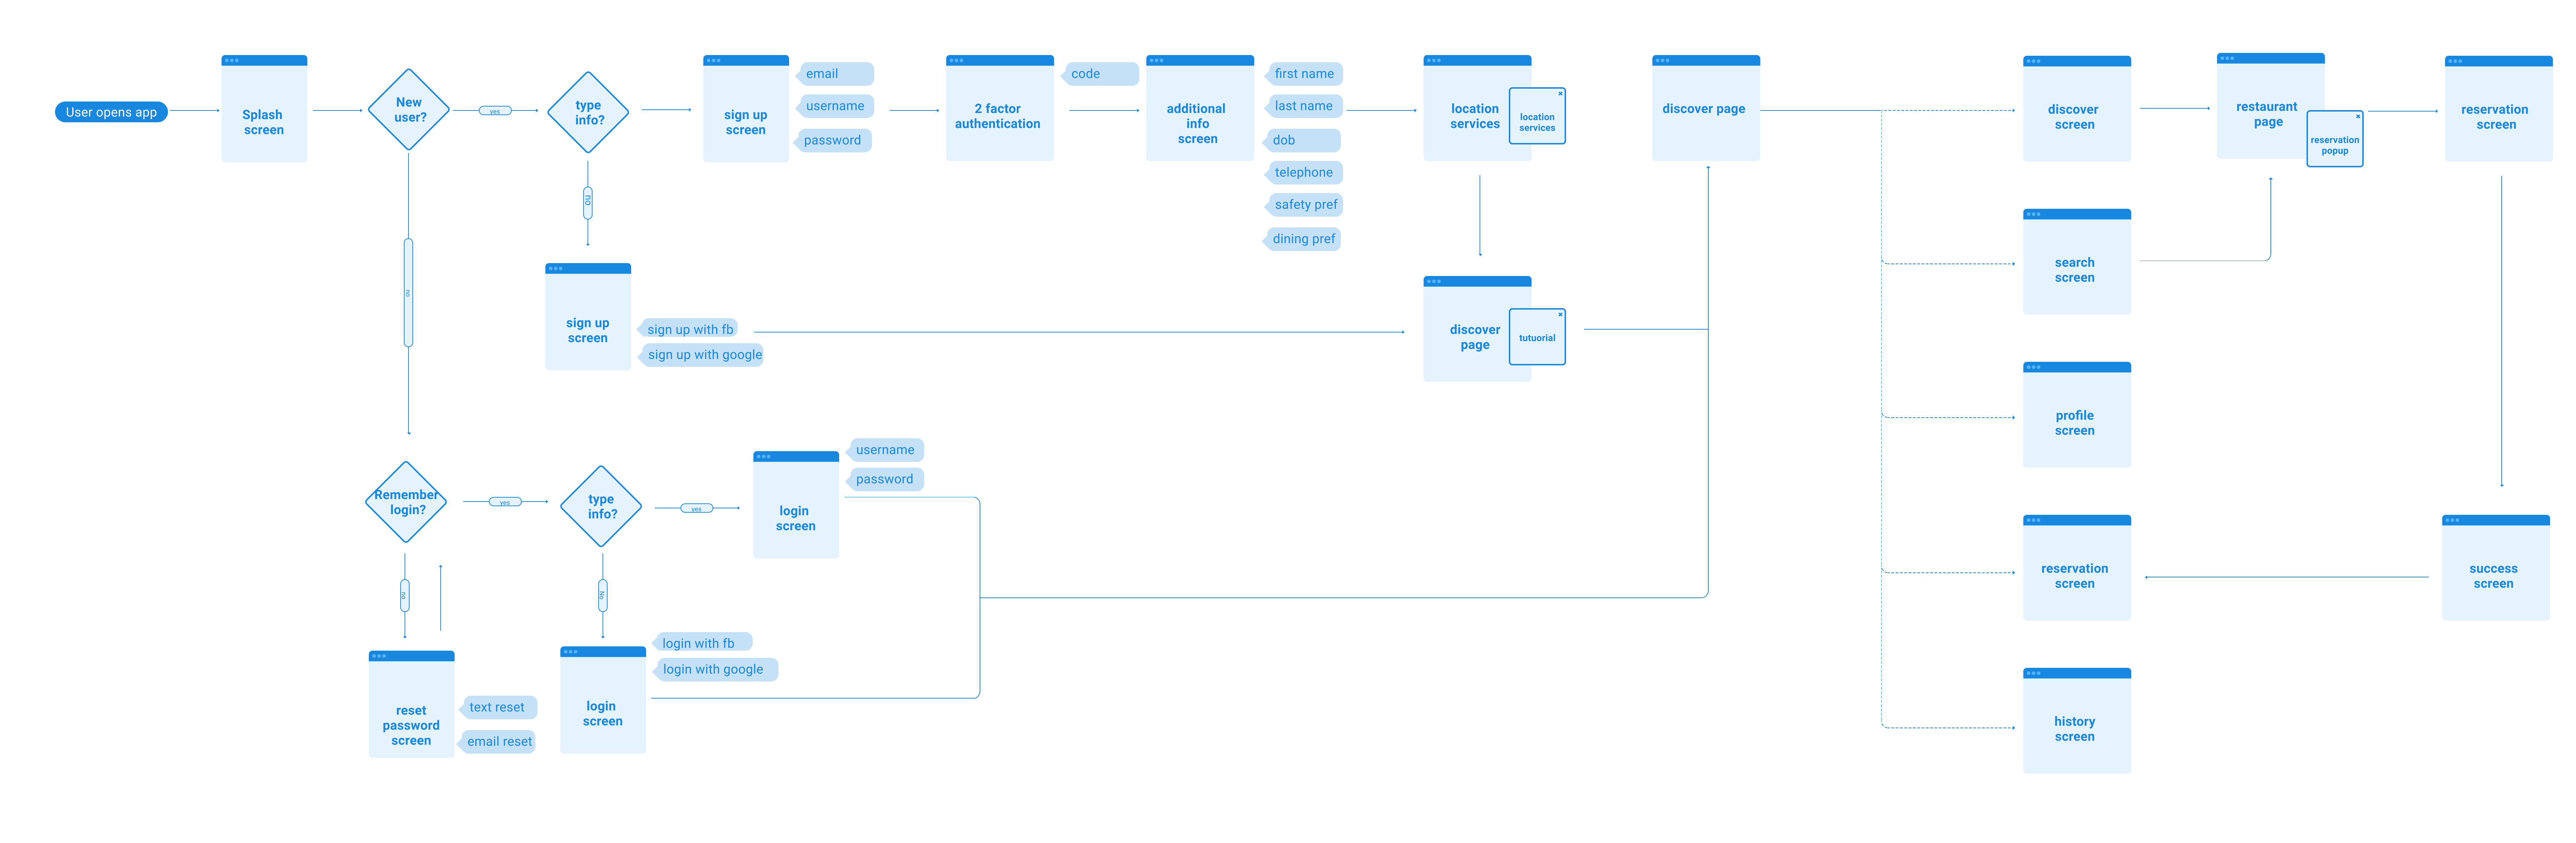 User opens app
Splash
screen
New
user?
yes
type
info?
sign up
screen
email
username
password
2 factor
authentication
code
additional
info
screen
first name
last name
dob
telephone
safety pref
dining pref
location
services
location
services
discover page
discover
screen
restaurant
page
reservation
popup
reservation
screen
no
no
search
screen
sign up
screen
sign up with fb
sign up with google
discover
page
tutuorial
profile
screen
Remember
login?
yes
type
info?
yes
login
screen
username
password
reservation
screen
success
screen
no
No
reset
password
screen
text reset
email reset
login
screen
login with fb
login with google
history
screen